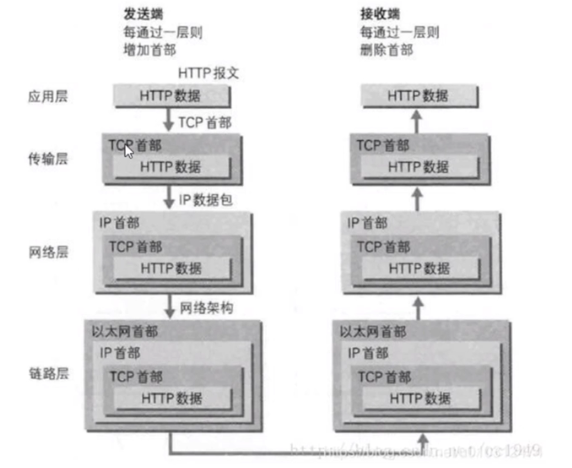 发送端
每通过一层则
增加首部
接收端
每通过一层则
删除首部
HTTP 报文
应用层
HTTP 数据
HTTP 数据
TCP 首部
传输层
TCP 首部
HTTP 数据
TCP 首部
HTTP 数据
IP 数据包
网络层
IP 首部
TCP 首部
HTTP 数据
IP 首部
TCP 首部
HTTP 数据
网络架构
链路层
以太网首部
IP 首部
TCP 首部
HTTP 数据
以太网首部
IP 首部
TCP 首部
HTTP 数据